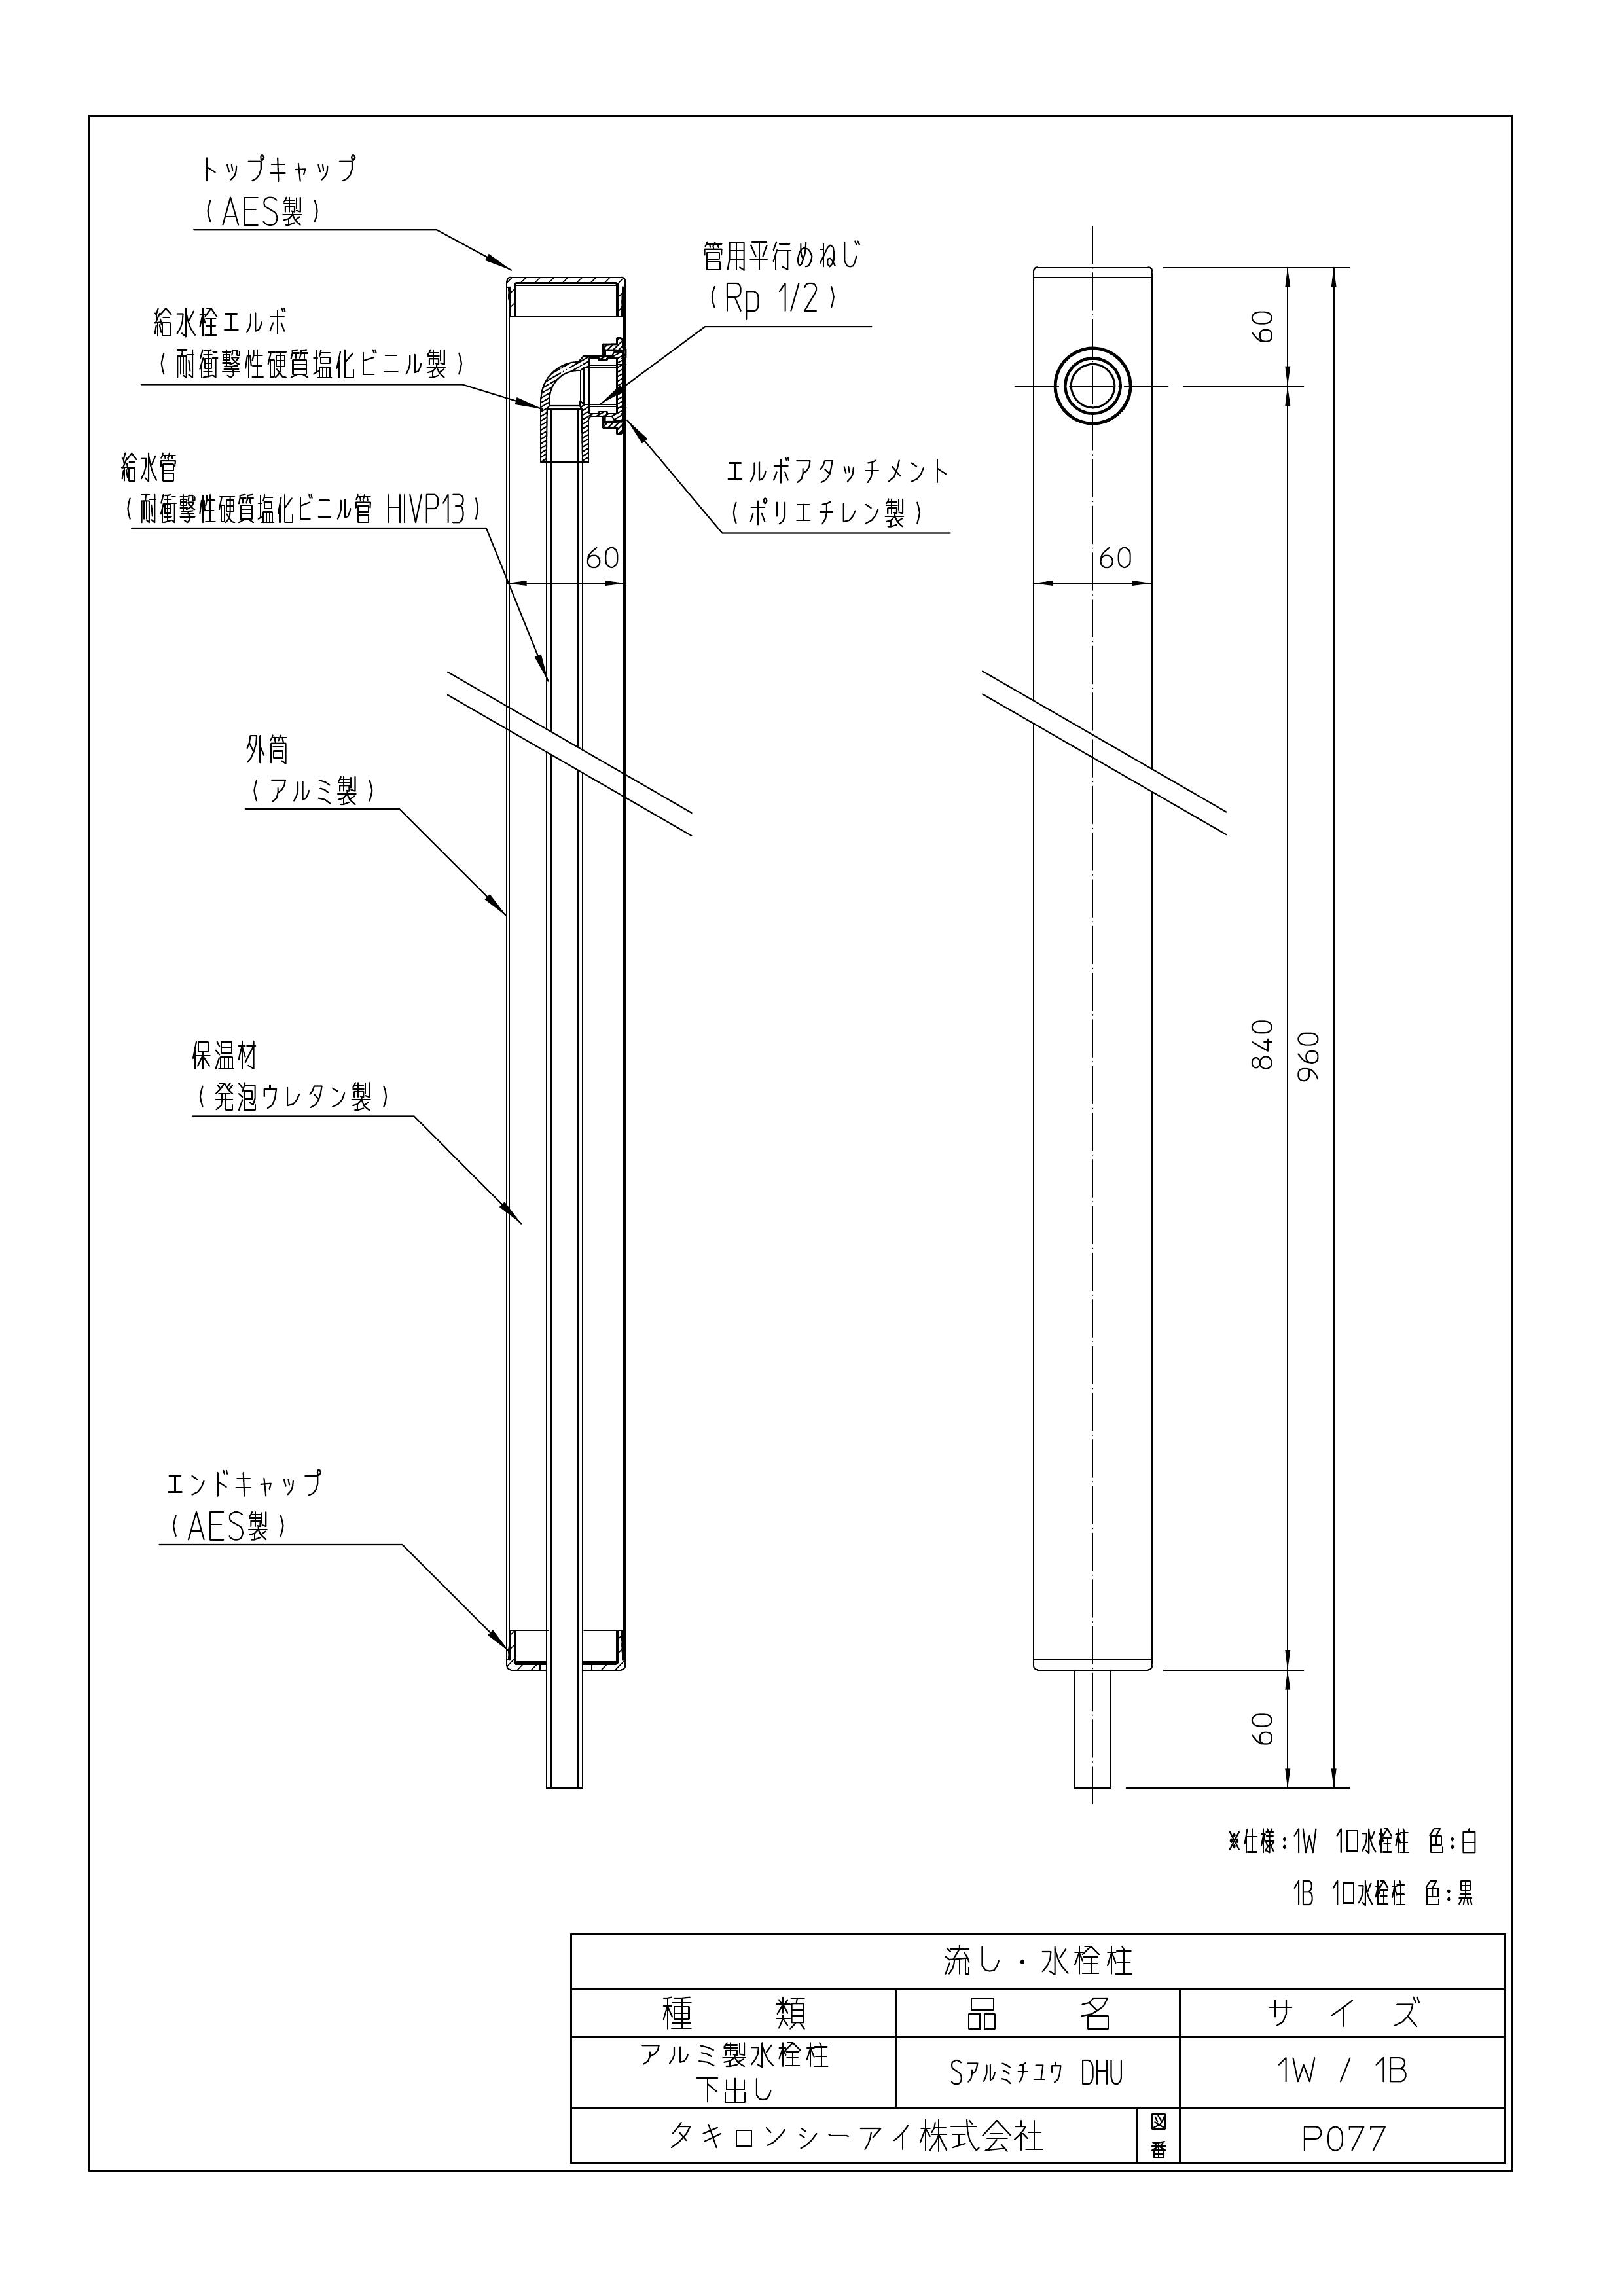 トップキャップ
（AES製）
管用平行めねじ
（Rp 1/2）
給水栓エルボ
（耐衝撃性硬質塩化ビニル製）
給水管
（耐衝撃性硬質塩化ビニル管 HIVP13）
エルボアタッチメント
（ポリエチレン製）
60
60
60
外筒
（アルミ製）
840
960
保温材
（発泡ウレタン製）
エンドキャップ
（AES製）
60
※仕様：1W 1口水栓柱 色：白
1B 1口水栓柱 色：黒
流し・水栓柱
種類 品名 サイズ
アルミ製水栓柱
下出し
Sアルミチユウ DHU
1W / 1B
タキロンシーアイ株式会社
図番
P077